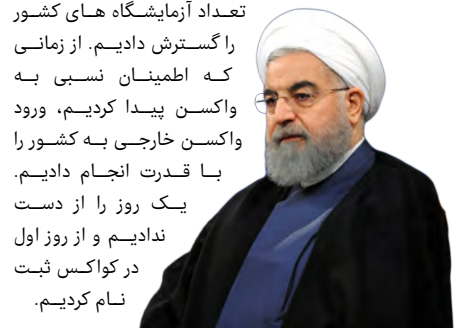 تعداد آزمایشگاه های کشور
را گسترش دادیم. از زمانی
که اطمینان نسبی به
واکسن پیدا کردیم، ورود
واکسن خارجی به کشور را
با قدرت انجام دادیم.
یک روز را از دست
ندادیم و از روز اول
در کواکس ثبت
نام کردیم.